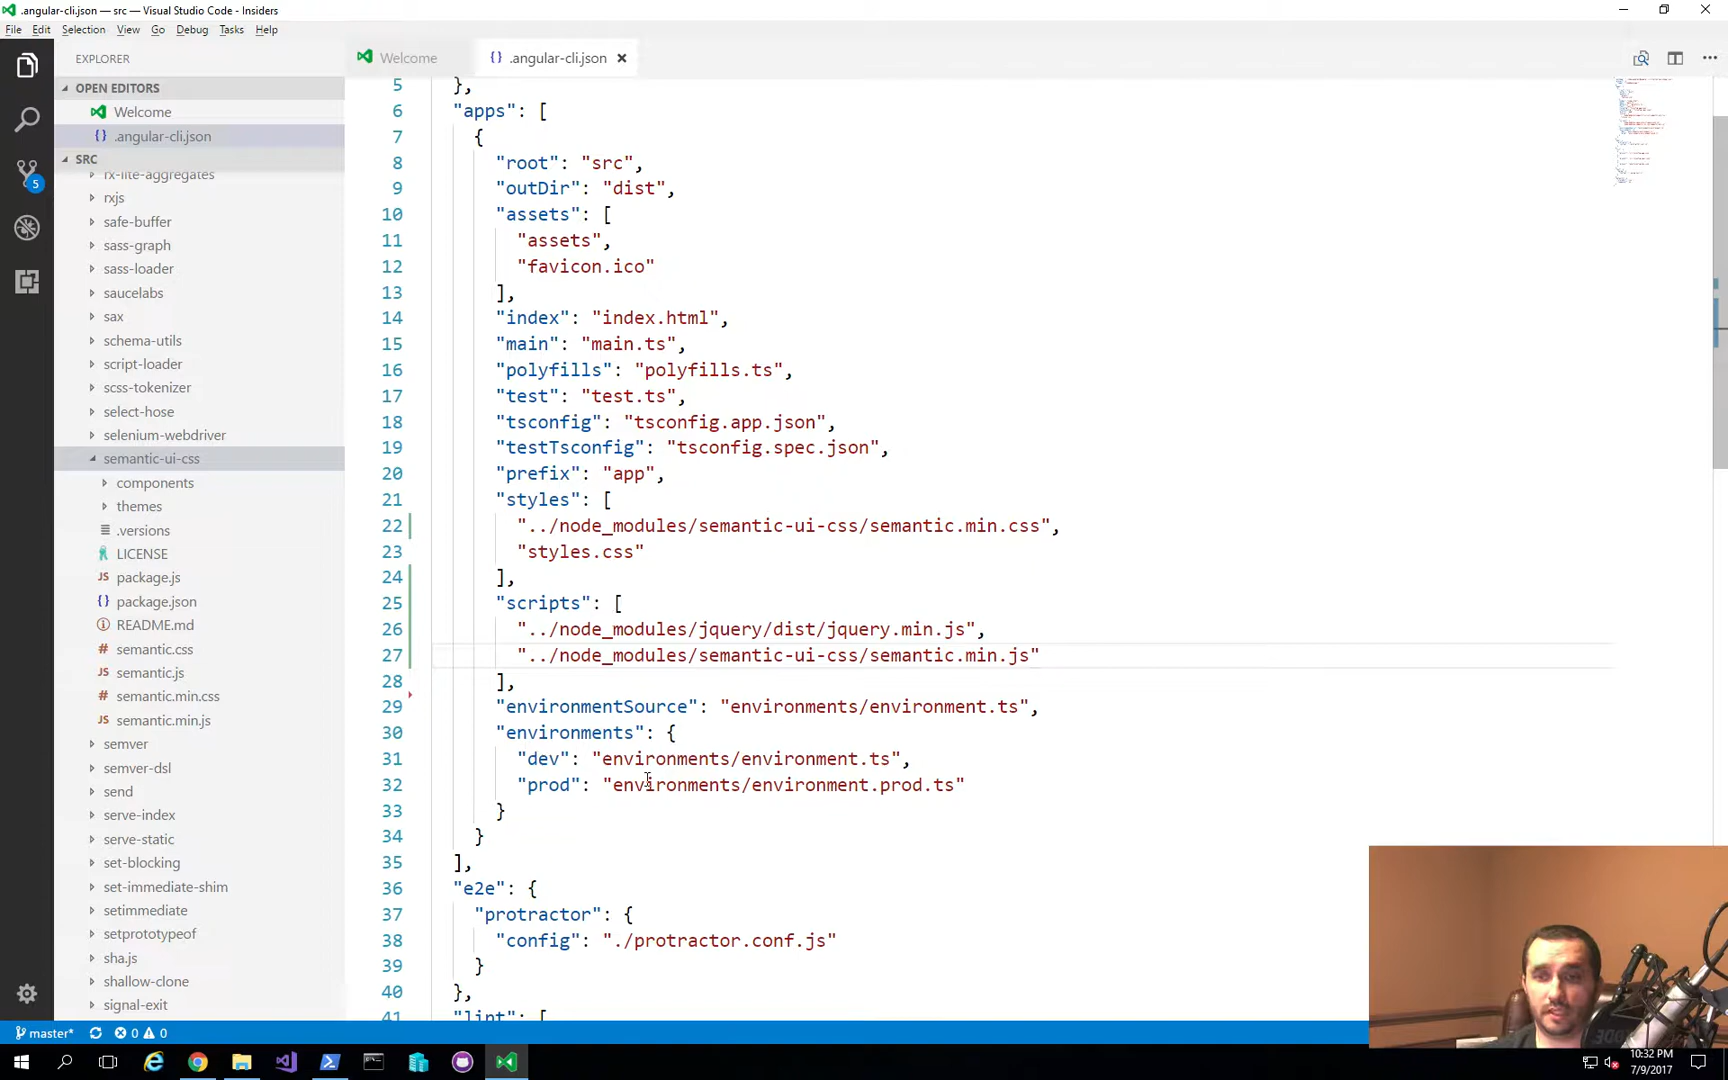 .angular-cli.json — src — Visual Studio Code - Insiders
File Edit Selection View Go Debug Tasks Help
EXPLORER
OPEN EDITORS
Welcome
{} .angular-cli.json
SRC
rx-lite-aggregates
rxjs
safe-buffer
sass-graph
sass-loader
saucelabs
sax
schema-utils
script-loader
scss-tokenizer
select-hose
selenium-webdriver
semantic-ui-css
components
themes
.versions
LICENSE
JS package.js
{} package.json
README.md
# semantic.css
JS semantic.js
# semantic.min.css
JS semantic.min.js
semver
semver-dsl
send
serve-index
serve-static
set-blocking
set-immediate-shim
setimmediate
setprototypeof
sha.js
shallow-clone
signal-exit
5
Welcome
{} .angular-cli.json
5 },
6 "apps": [
7 {
8 "root": "src",
9 "outDir": "dist",
10 "assets": [
11 "assets",
12 "favicon.ico"
13 ],
14 "index": "index.html",
15 "main": "main.ts",
16 "polyfills": "polyfills.ts",
17 "test": "test.ts",
18 "tsconfig": "tsconfig.app.json",
19 "testTsconfig": "tsconfig.spec.json",
20 "prefix": "app",
21 "styles": [
22 "../node_modules/semantic-ui-css/semantic.min.css",
23 "styles.css"
24 ],
25 "scripts": [
26 "../node_modules/jquery/dist/jquery.min.js",
27 "../node_modules/semantic-ui-css/semantic.min.js"
28 ],
29 "environmentSource": "environments/environment.ts",
30 "environments": {
31 "dev": "environments/environment.ts",
32 "prod": "environments/environment.prod.ts"
33 }
34 }
35 ],
36 "e2e": {
37 "protractor": {
38 "config": "./protractor.conf.js"
39 }
40 },
41 "lint": [
master* 0 0
10:32 PM
7/9/2017